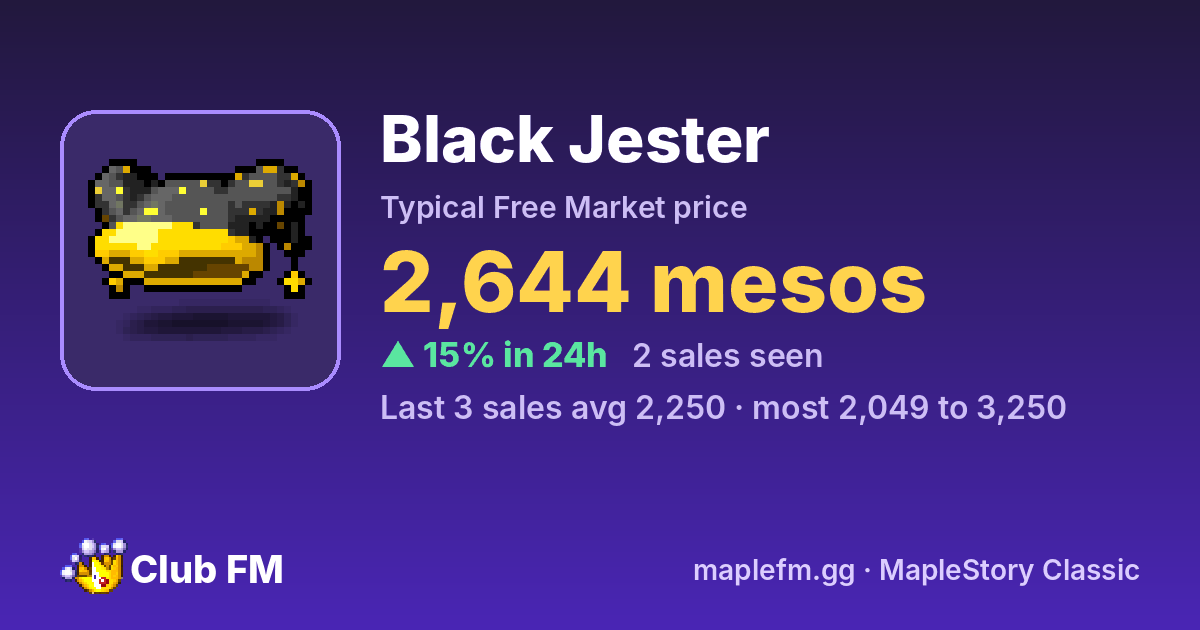 Black Jester
Typical Free Market price
2,644 mesos
▲ 15% in 24h 2 sales seen
Last 3 sales avg 2,250 · most 2,049 to 3,250
Club FM
maplefm.gg · MapleStory Classic